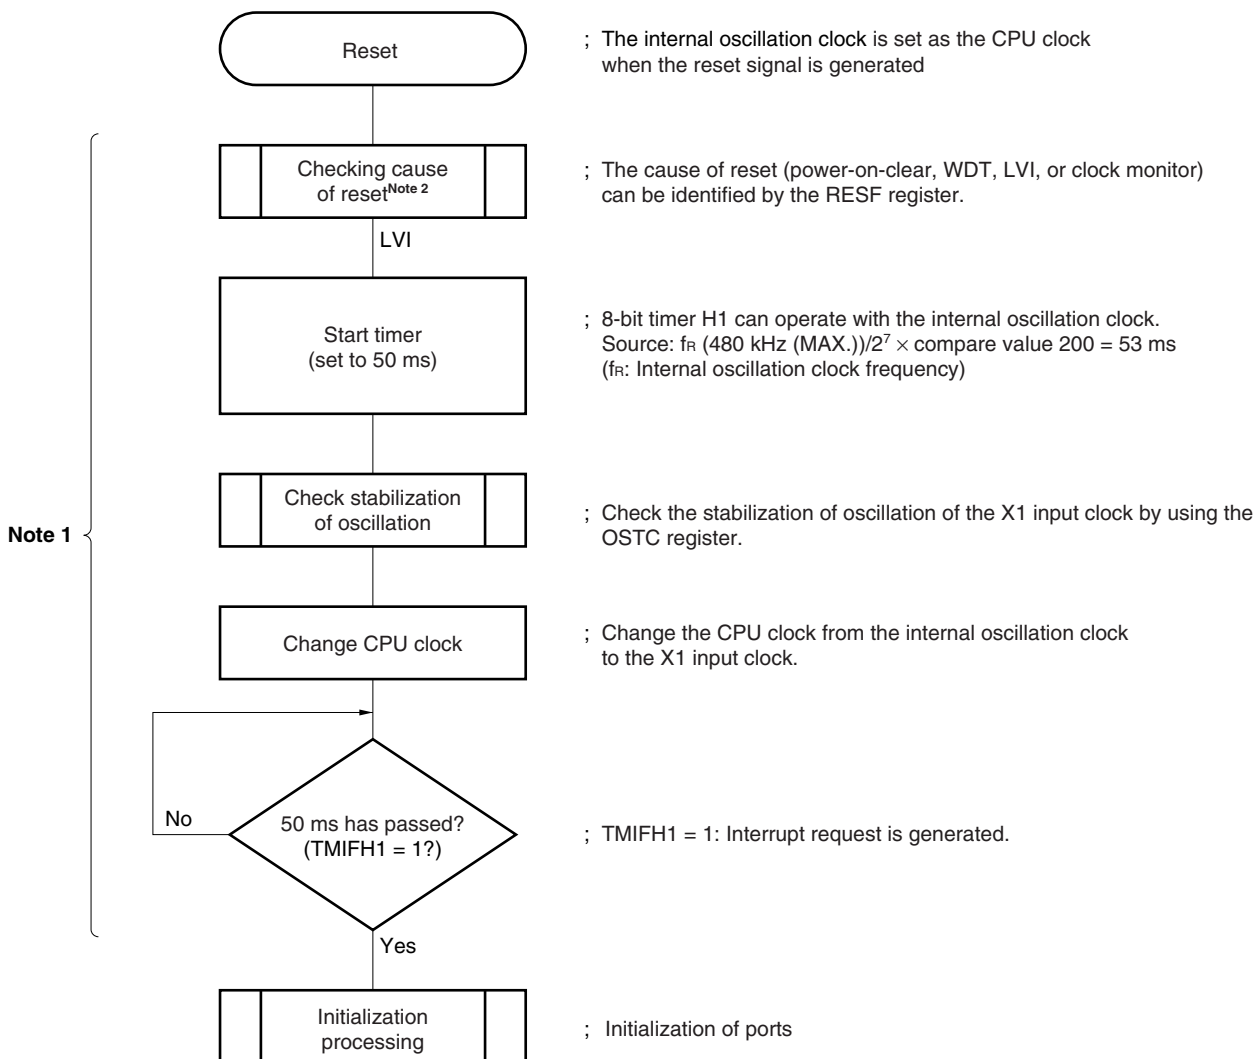 Reset
; The internal oscillation clock is set as the CPU clock
when the reset signal is generated
Checking cause
of reset^Note 2
; The cause of reset (power-on-clear, WDT, LVI, or clock monitor)
can be identified by the RESF register.
LVI
Start timer
(set to 50 ms)
; 8-bit timer H1 can operate with the internal oscillation clock.
Source: fR (480 kHz (MAX.))/2⁷ × compare value 200 = 53 ms
(fR: Internal oscillation clock frequency)
Note 1
Check stabilization
of oscillation
; Check the stabilization of oscillation of the X1 input clock by using the
OSTC register.
Change CPU clock
; Change the CPU clock from the internal oscillation clock
to the X1 input clock.
No
50 ms has passed?
(TMIFH1 = 1?)
; TMIFH1 = 1: Interrupt request is generated.
Yes
Initialization
processing
; Initialization of ports